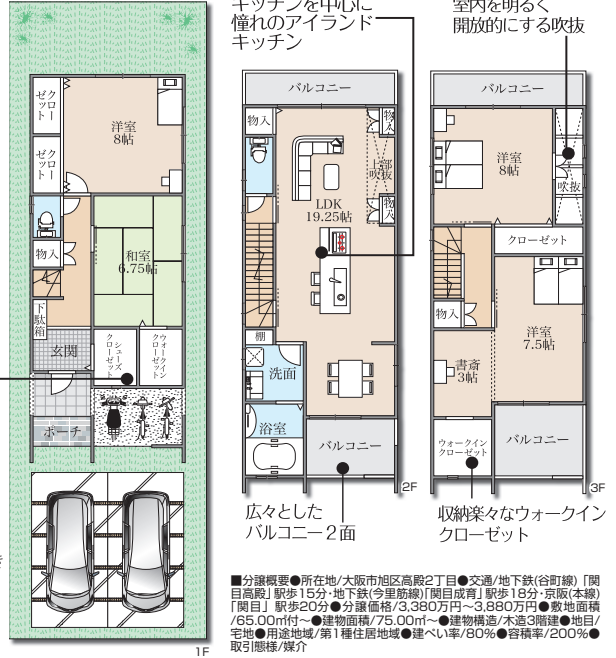 キッチンを中心に
憧れのアイランド
キッチン
室内を明るく
開放的にする吹抜
クローゼット
クローゼット
洋室
8帖
物入
和室
6.75帖
下駄箱
玄関
シューズクローゼット
ウォークインクローゼット
ポーチ
1F
バルコニー
物入
物入
上部吹抜
LDK
19.25帖
物入
棚
洗面
浴室
バルコニー
2F
広々とした
バルコニー2面
バルコニー
洋室
8帖
吹抜
クローゼット
物入
洋室
7.5帖
書斎
3帖
ウォークイン
クローゼット
バルコニー
3F
収納楽々なウォークイン
クローゼット
■分譲概要●所在地/大阪市旭区高殿2丁目●交通/地下鉄(谷町線)「関
目高殿」駅歩15分・地下鉄(今里筋線)「関目成育」駅歩18分・京阪(本線)
「関目」駅歩20分●分譲価格/3,380万円〜3,880万円●敷地面積
/65.00㎡付〜●建物面積/75.00㎡〜●建物構造/木造3階建●地目/
宅地●用途地域/第1種住居地域●建ぺい率/80%●容積率/200%●
取引態様/媒介